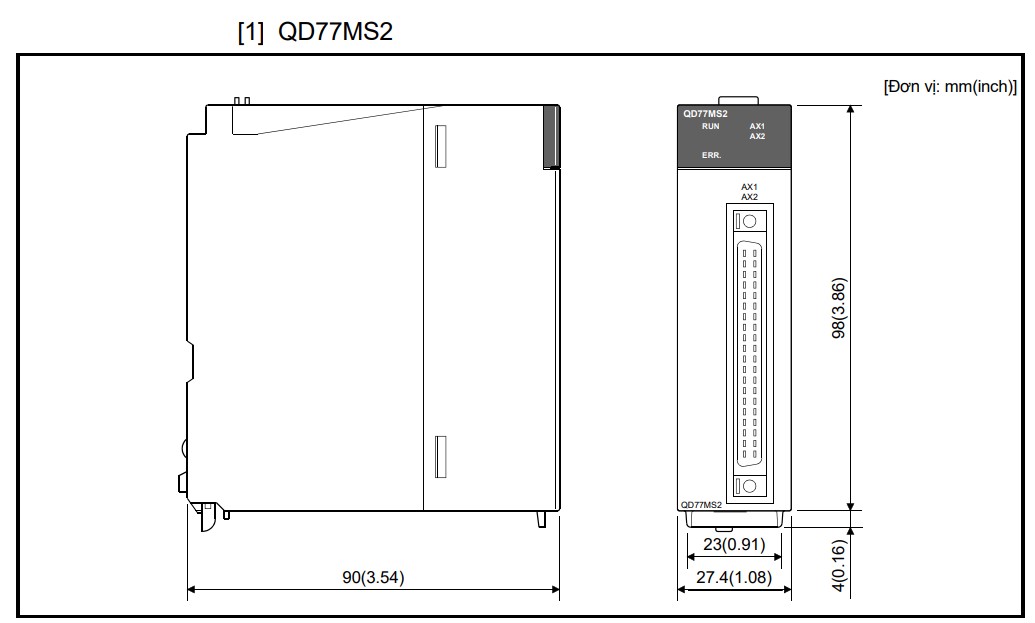 [1] QD77MS2
[Đơn vị: mm(inch)]
QD77MS2
RUN AX1
AX2
ERR.
AX1
AX2
98(3.86)
QD77MS2
23(0.91)
4(0.16)
90(3.54)
27.4(1.08)